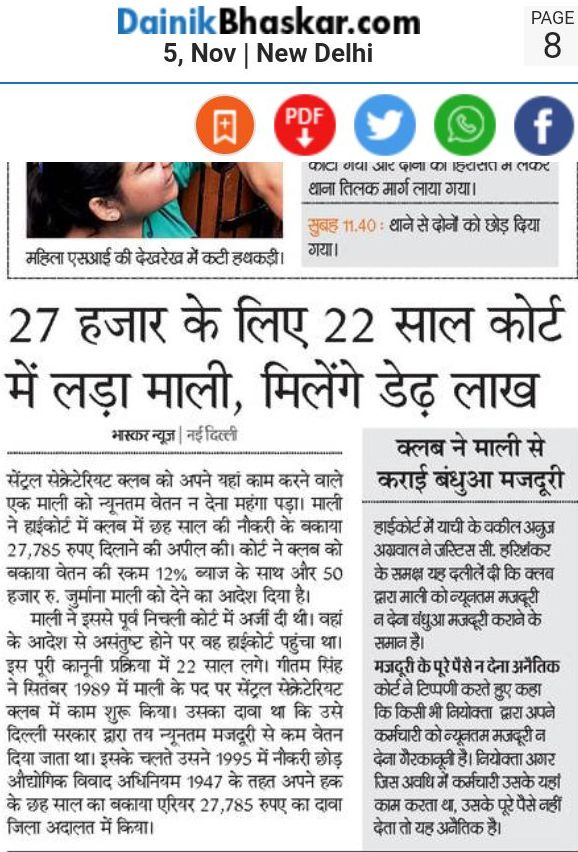 DainikBhaskar.com
5, Nov | New Delhi
PAGE
8
PDF
काटी गयी और दोनों को हिरासत में लेकर
थाना तिलक मार्ग लाया गया।
सुबह 11.40 : थाने से दोनों को छोड़ दिया
गया।
महिला एसआई की देखरेख में कटी हथकड़ी।
27 हजार के लिए 22 साल कोर्ट
में लड़ा माली, मिलेंगे डेढ़ लाख
भास्कर न्यूज | नई दिल्ली
सेंट्रल सेक्रेटेरियट क्लब को अपने यहां काम करने वाले
एक माली को न्यूनतम वेतन न देना महंगा पड़ा। माली
ने हाईकोर्ट में क्लब में छह साल की नौकरी के बकाया
27,785 रुपए दिलाने की अपील की। कोर्ट ने क्लब को
बकाया वेतन की रकम 12% ब्याज के साथ और 50
हजार रु. जुर्माना माली को देने का आदेश दिया है।
माली ने इससे पूर्व निचली कोर्ट में अर्जी दी थी। वहां
के आदेश से असंतुष्ट होने पर वह हाईकोर्ट पहुंचा था।
इस पूरी कानूनी प्रक्रिया में 22 साल लगे। गीतम सिंह
ने सितंबर 1989 में माली के पद पर सेंट्रल सेक्रेटेरियट
क्लब में काम शुरू किया। उसका दावा था कि उसे
दिल्ली सरकार द्वारा तय न्यूनतम मजदूरी से कम वेतन
दिया जाता था। इसके चलते उसने 1995 में नौकरी छोड़
औद्योगिक विवाद अधिनियम 1947 के तहत अपने हक
के छह साल का बकाया एरियर 27,785 रुपए का दावा
जिला अदालत में किया।
क्लब ने माली से
कराई बंधुआ मजदूरी
हाईकोर्ट में याची के वकील अनुज
अग्रवाल ने जस्टिस सी. हरिशंकर
के समक्ष यह दलीलें दी कि क्लब
द्वारा माली को न्यूनतम मजदूरी
न देना बंधुआ मजदूरी कराने के
समान है।
मजदूरी के पूरे पैसे न देना अनैतिक
कोर्ट ने टिप्पणी करते हुए कहा
कि किसी भी नियोक्ता द्वारा अपने
कर्मचारी को न्यूनतम मजदूरी न
देना गैरकानूनी है। नियोक्ता अगर
जिस अवधि में कर्मचारी उसके यहां
काम करता था, उसके पूरे पैसे नहीं
देता तो यह अनैतिक है।